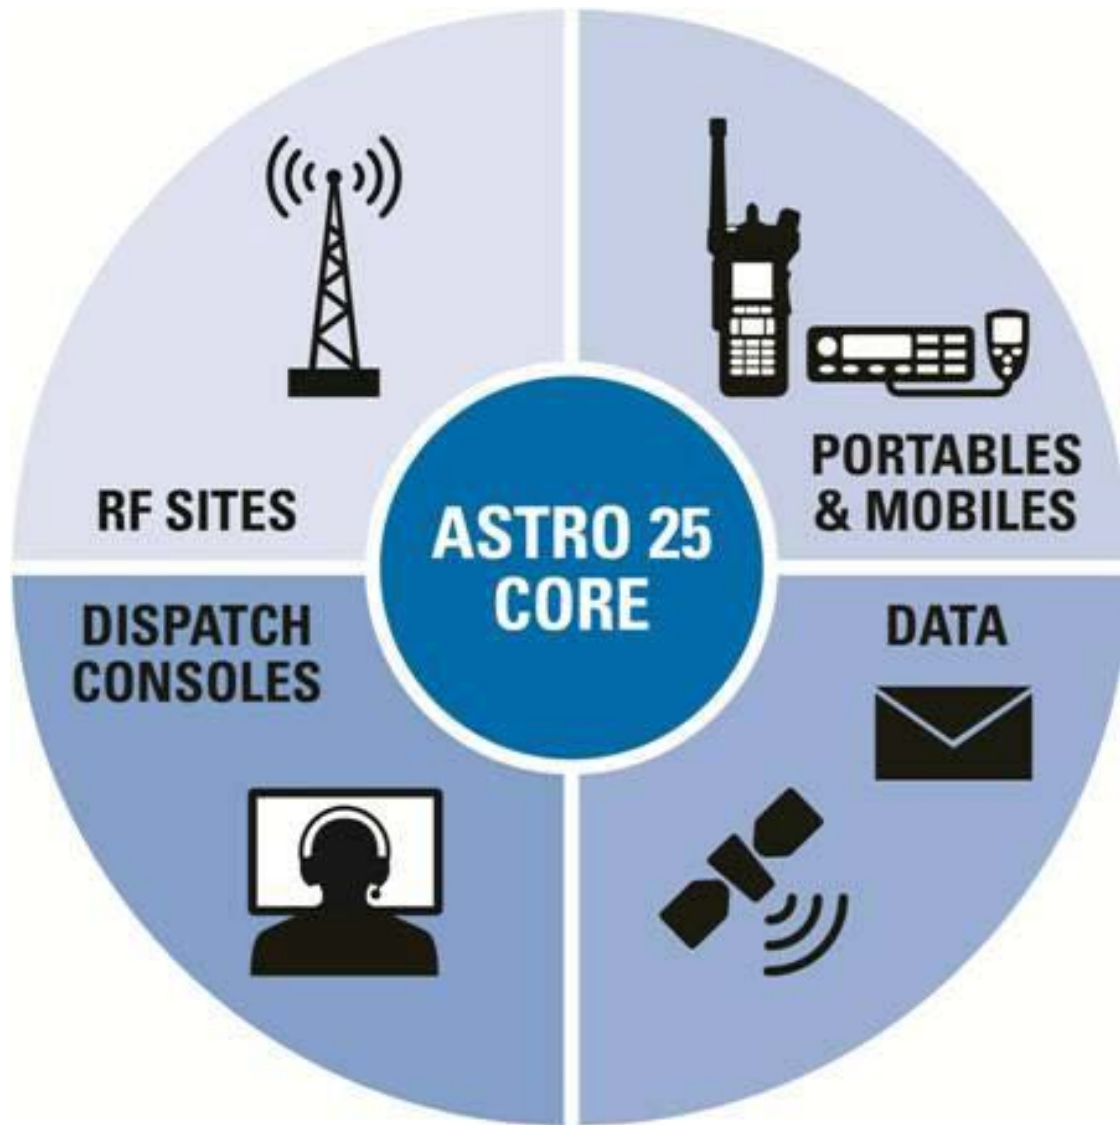 RF SITES
PORTABLES
& MOBILES
ASTRO 25
CORE
DISPATCH
CONSOLES
DATA